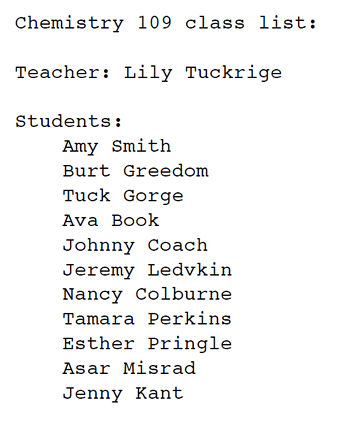 Chemistry 109 class list:
Teacher: Lily Tuckrige
Students:
Amy Smith
Burt Greedom
Tuck Gorge
Ava Book
Johnny Coach
Jeremy Ledvkin
Nancy Colburne
Tamara Perkins
Esther Pringle
Asar Misrad
Jenny Kant